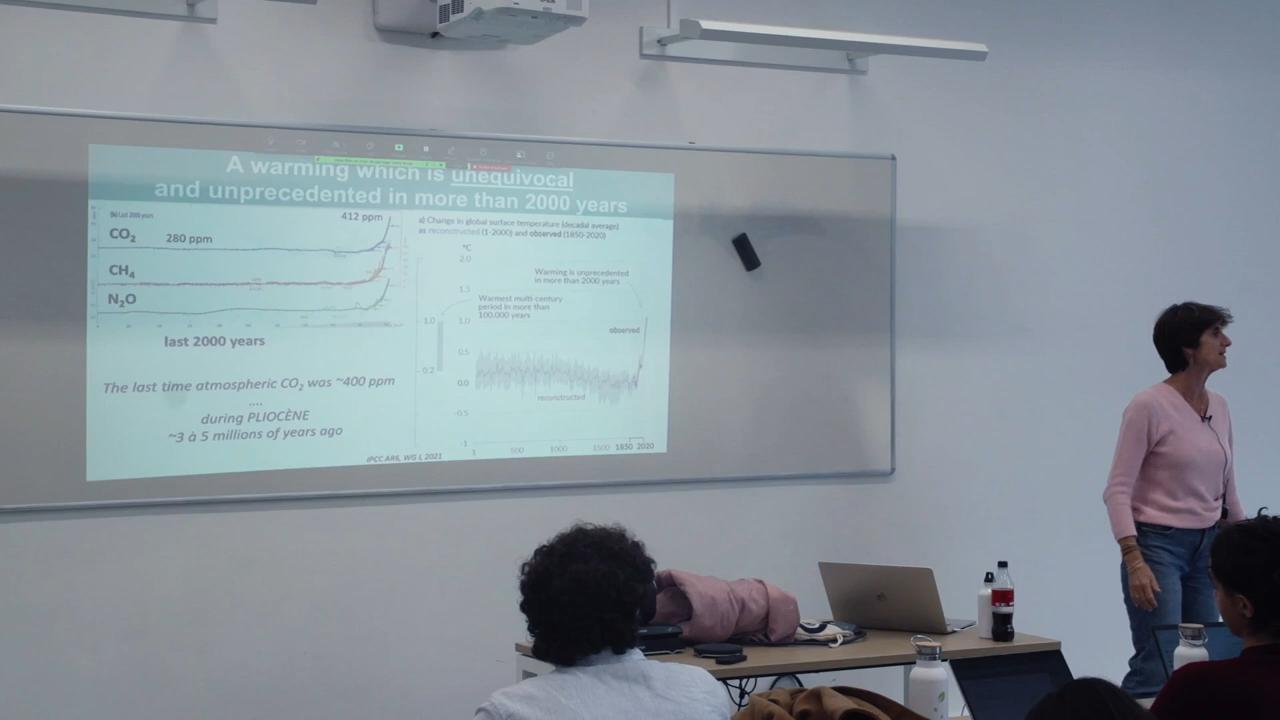 A warming which is unequivocal
and unprecedented in more than 2000 years
(b) Last 2000 years
412 ppm
CO₂
280 ppm
CH₄
N₂O
last 2000 years
The last time atmospheric CO₂ was ~400 ppm
....
during PLIOCÈNE
~3 à 5 millions of years ago
IPCC AR6, WG I, 2021
a) Change in global surface temperature (decadal average)
as reconstructed (1-2000) and observed (1850-2020)
°C
2.0
1.5
1.0
0.5
0.0
-0.5
-1
1.0
0.2
Warming is unprecedented
in more than 2000 years
Warmest multi-century
period in more than
100,000 years
observed
reconstructed
1 500 1000 1500 1850 2020